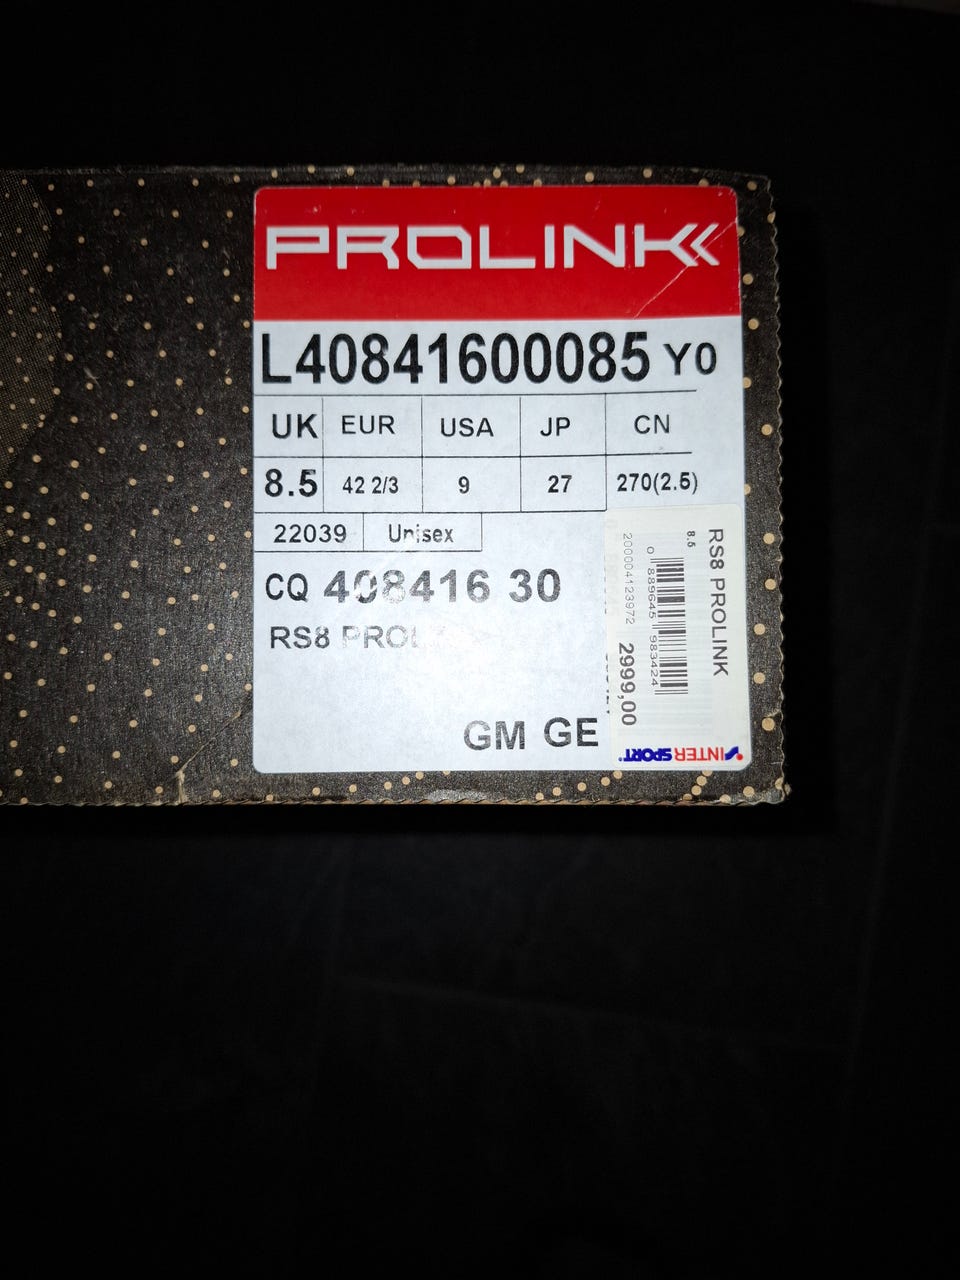 PROLINK
L40841600085 Y0
UK EUR USA JP CN
8.5 42 2/3 9 27 270(2.5)
22039 Unisex
CQ 408416 30
RS8 PROL
GM GE
RS8 PROLINK
8.5
0 889645 983424
200004123972
2999,00
INTERSPORT